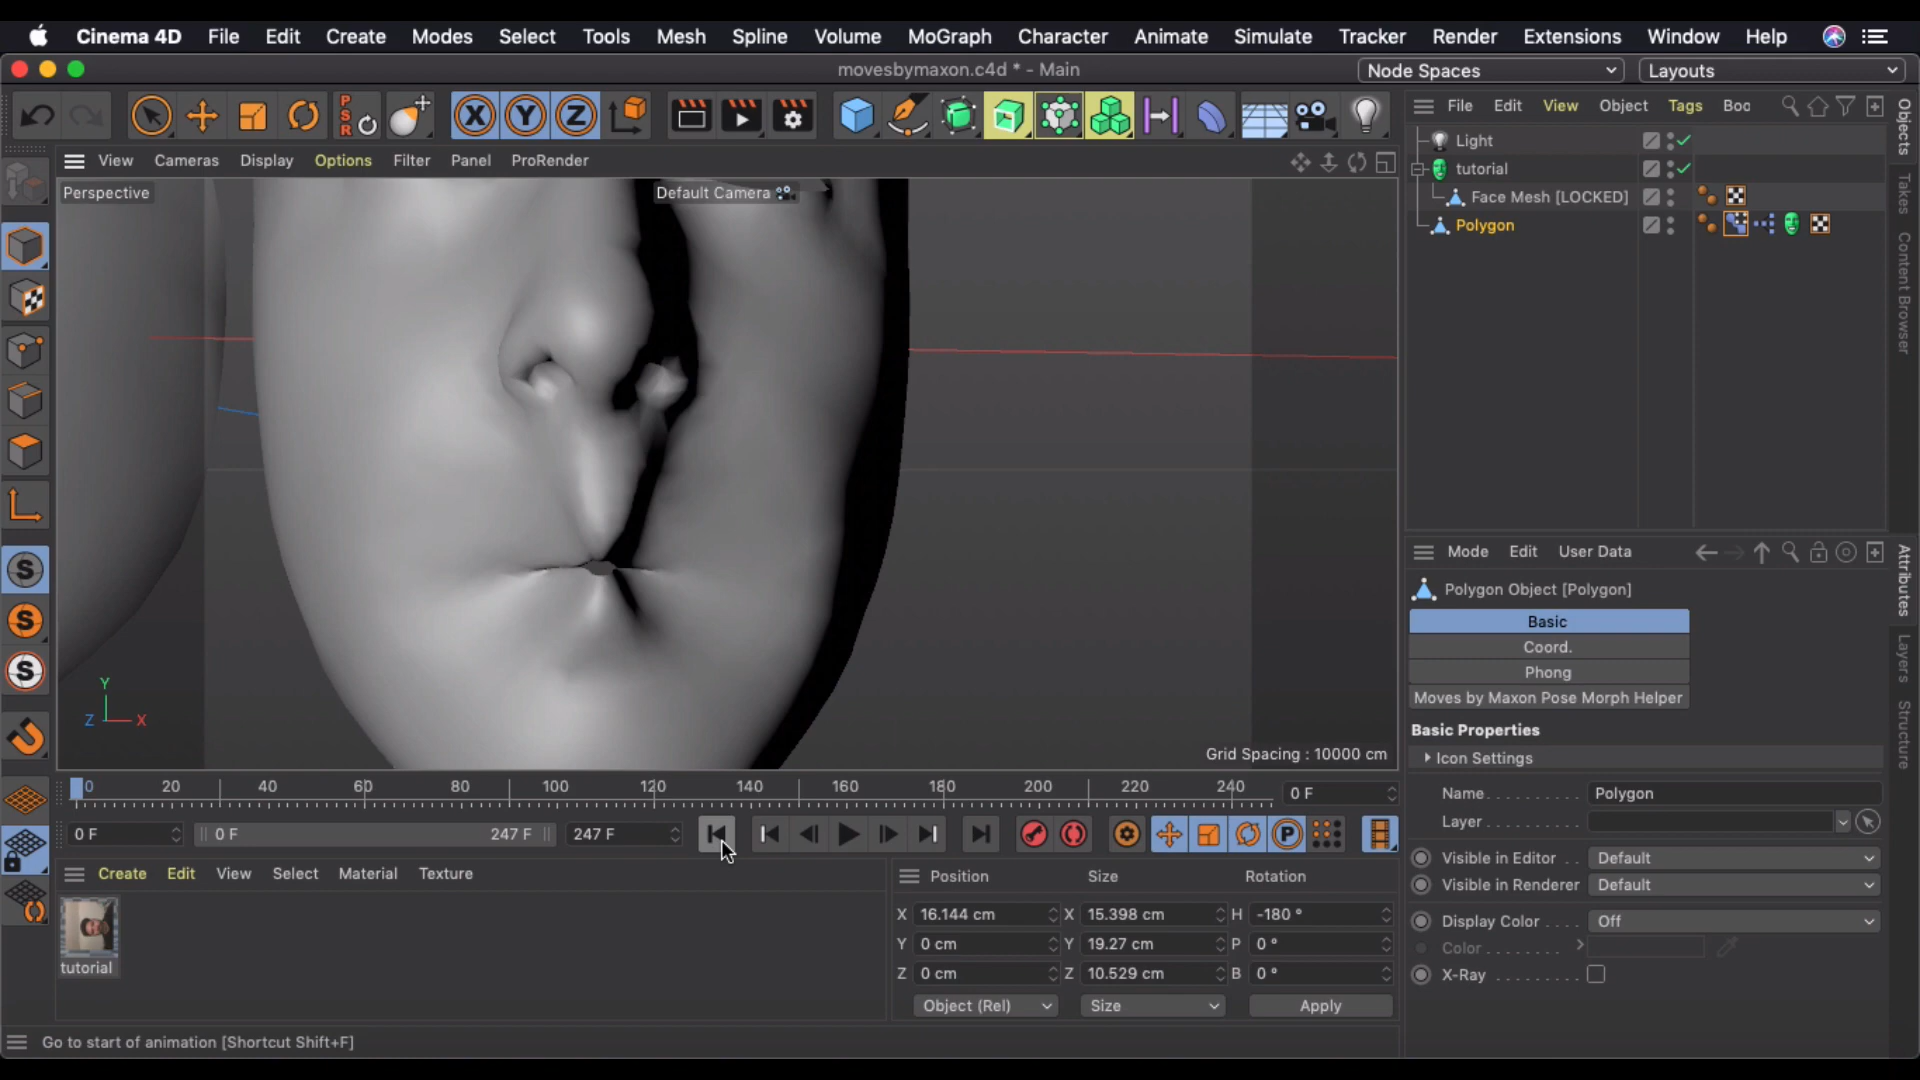 Cinema 4D File Edit Create Modes Select Tools Mesh Spline Volume MoGraph Character Animate Simulate Tracker Render Extensions Window Help
movesbymaxon.c4d * - Main
Node Spaces
Layouts
PSR
X Y Z
File Edit View Object Tags Boo
View Cameras Display Options Filter Panel ProRender
Perspective
Default Camera
Light
tutorial
Face Mesh [LOCKED]
Polygon
Objects
Takes
Content Browser
S
S
S
Y
Z X
Grid Spacing : 10000 cm
Mode Edit User Data
Polygon Object [Polygon]
Basic
Coord.
Phong
Moves by Maxon Pose Morph Helper
Basic Properties
Icon Settings
Name
Polygon
Layer
Visible in Editor
Default
Visible in Renderer
Default
Display Color
Off
Color
X-Ray
Attributes
Layers
Structure
0 20 40 60 80 100 120 140 160 180 200 220 240
0 F
0 F
0 F
247 F
247 F
P
Create Edit View Select Material Texture
tutorial
Position Size Rotation
X 16.144 cm X 15.398 cm H -180 °
Y 0 cm Y 19.27 cm P 0 °
Z 0 cm Z 10.529 cm B 0 °
Object (Rel) Size Apply
Go to start of animation [Shortcut Shift+F]